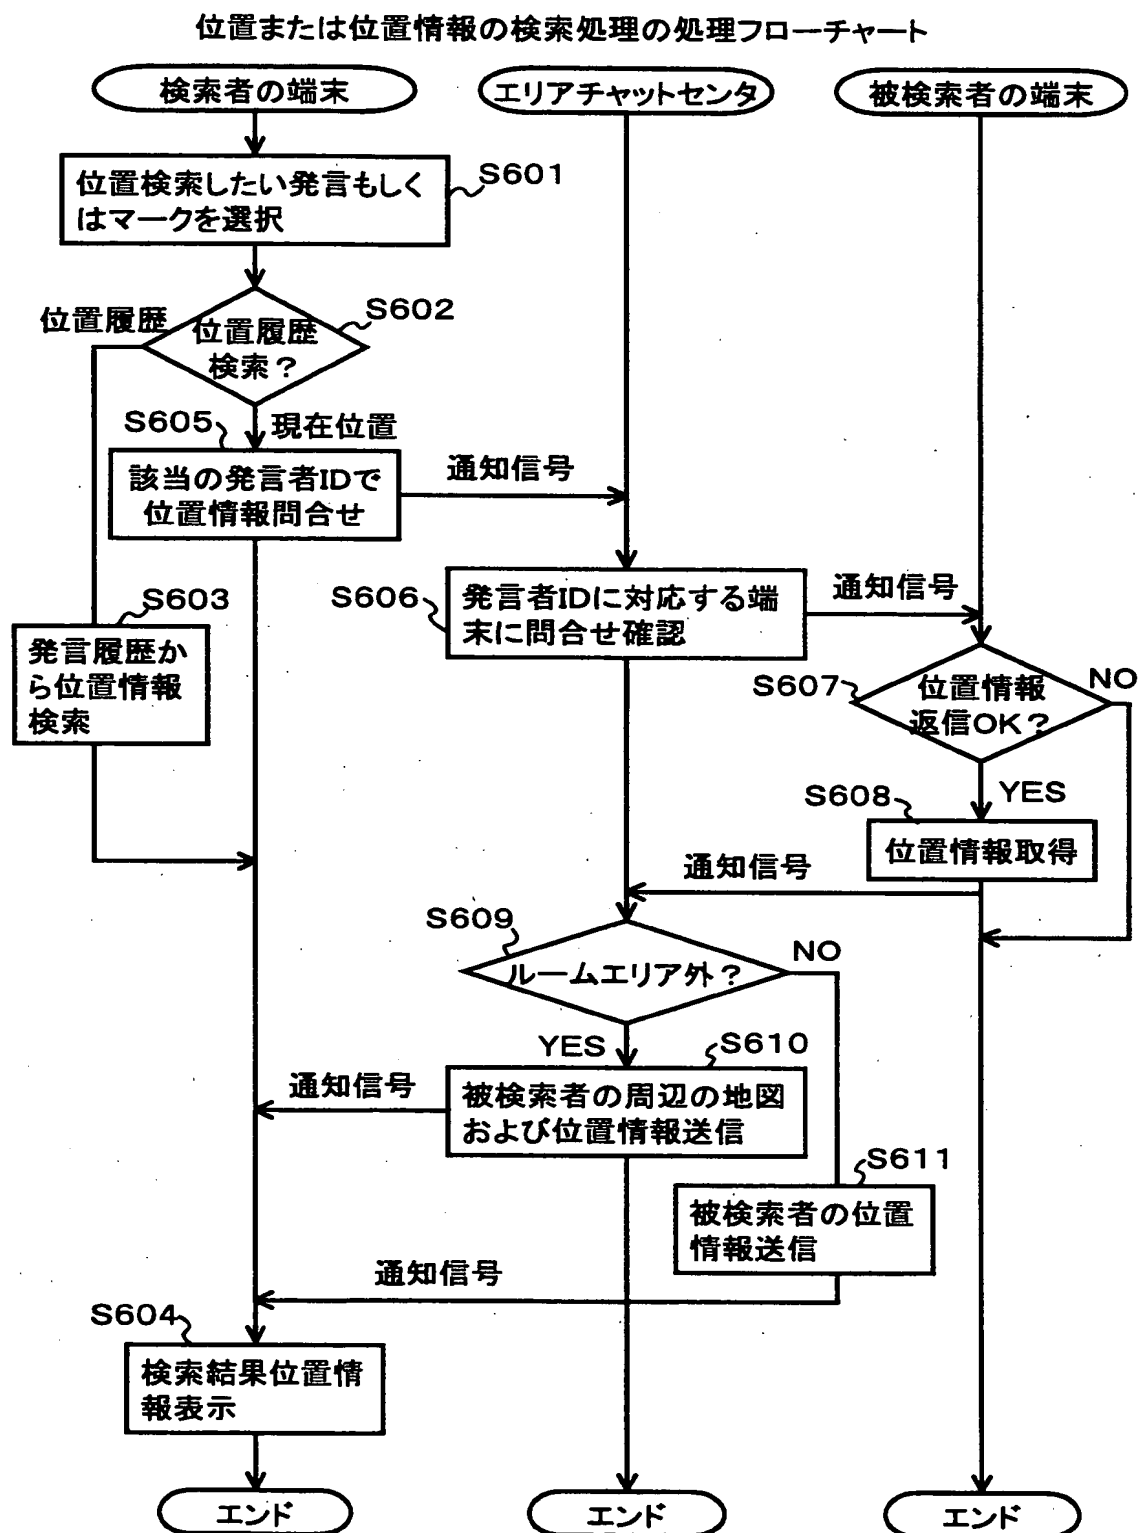 位置または位置情報の検索処理の処理フローチャート
検索者の端末
エリアチャットセンタ
被検索者の端末
位置検索したい発言もしく
はマークを選択
S601
位置履歴
位置履歴
検索？
S602
S605
現在位置
該当の発言者IDで
位置情報問合せ
通知信号
S603
発言履歴か
ら位置情報
検索
S606
発言者IDに対応する端
末に問合せ確認
通知信号
S607
位置情報
返信OK？
NO
YES
S608
位置情報取得
通知信号
S609
ルームエリア外？
NO
YES
S610
通知信号
被検索者の周辺の地図
および位置情報送信
S611
被検索者の位置
情報送信
通知信号
S604
検索結果位置情
報表示
エンド
エンド
エンド